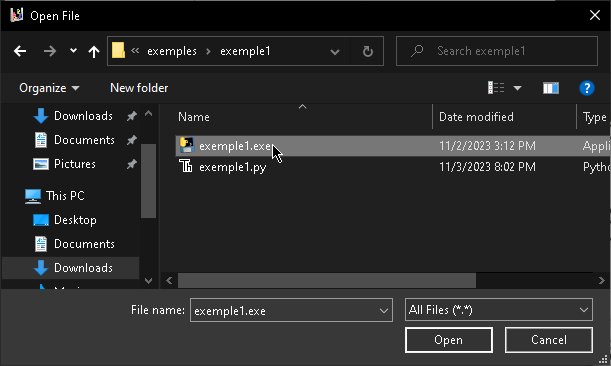 Open File
« exemples › exemple1
Search exemple1
Organize New folder
Name Date modified Type
Downloads
Documents
Pictures
This PC
Desktop
Documents
Downloads
exemple1.exe 11/2/2023 3:12 PM Appli
exemple1.py 11/3/2023 8:02 PM Pytho
File name: exemple1.exe All Files (*.*)
Open Cancel